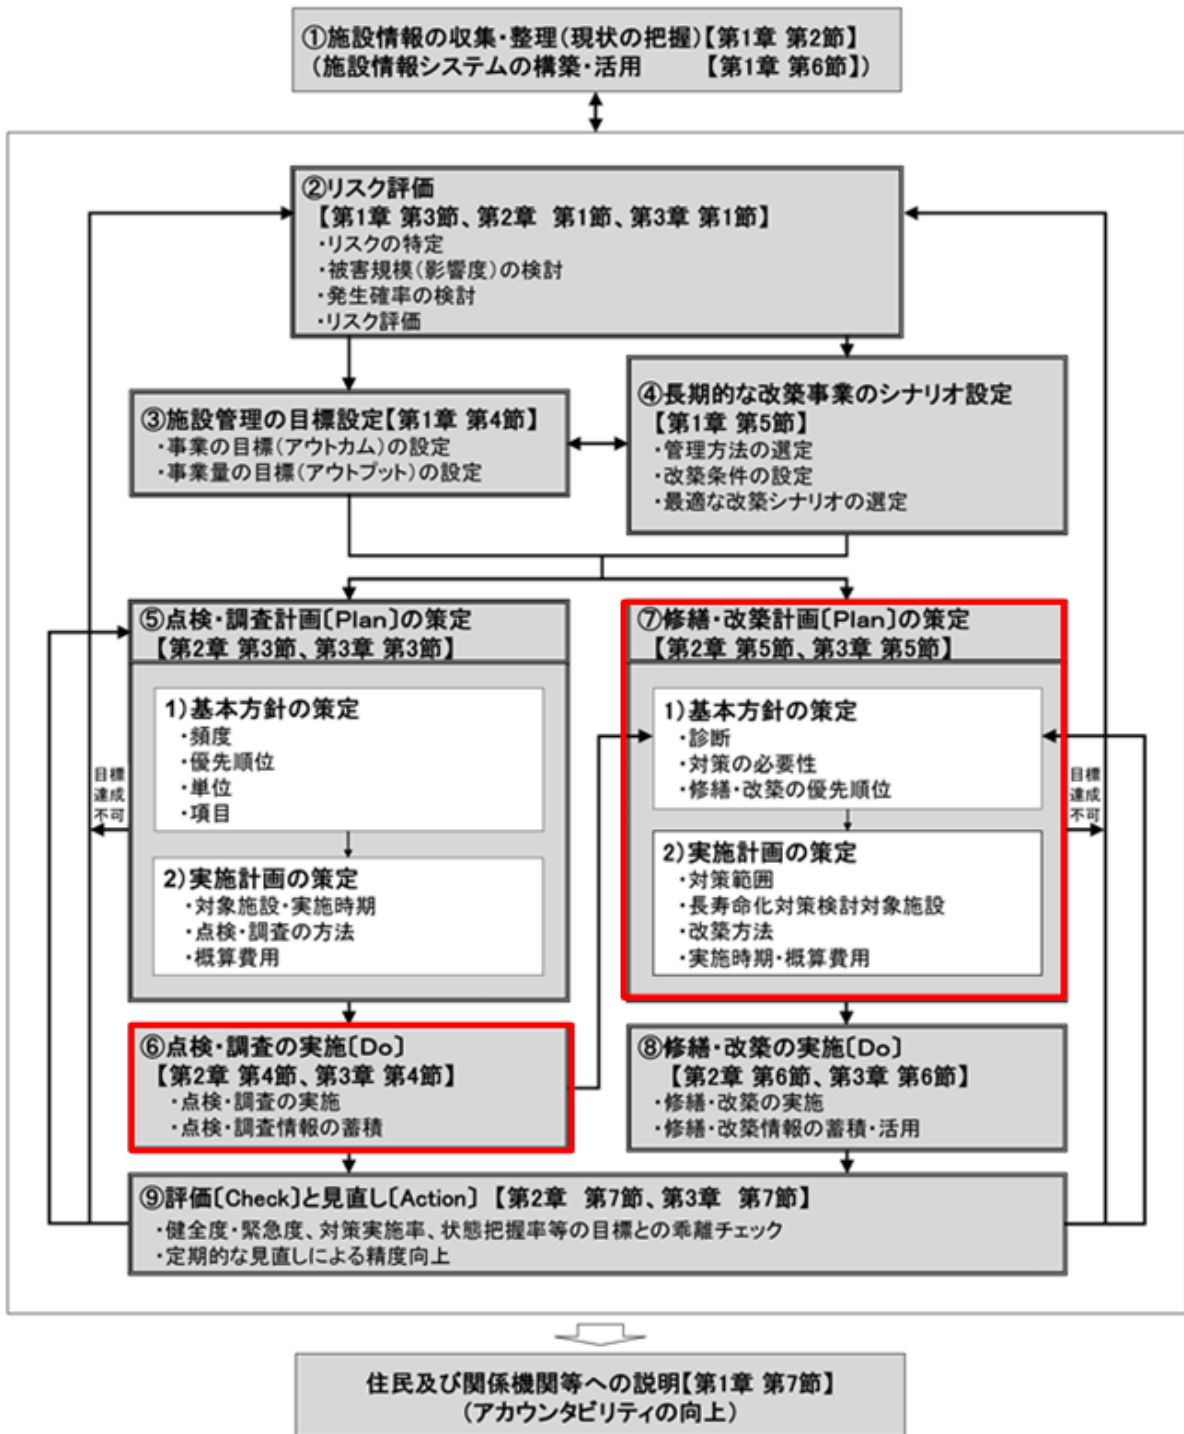 ①施設情報の収集・整理(現状の把握)【第1章 第2節】
(施設情報システムの構築・活用　　【第1章 第6節】)
②リスク評価
【第1章 第3節、第2章　第1節、第3章 第1節】
・リスクの特定
・被害規模(影響度)の検討
・発生確率の検討
・リスク評価
③施設管理の目標設定【第1章 第4節】
・事業の目標(アウトカム)の設定
・事業量の目標(アウトプット)の設定
④長期的な改築事業のシナリオ設定
【第1章 第5節】
・管理方法の選定
・改築条件の設定
・最適な改築シナリオの選定
⑤点検・調査計画〔Plan〕の策定
【第2章 第3節、第3章 第3節】
1)基本方針の策定
・頻度
・優先順位
・単位
・項目
2)実施計画の策定
・対象施設・実施時期
・点検・調査の方法
・概算費用
目標
達成
不可
⑦修繕・改築計画〔Plan〕の策定
【第2章 第5節、第3章 第5節】
1)基本方針の策定
・診断
・対策の必要性
・修繕・改築の優先順位
2)実施計画の策定
・対策範囲
・長寿命化対策検討対象施設
・改築方法
・実施時期・概算費用
目標
達成
不可
⑥点検・調査の実施〔Do〕
【第2章 第4節、第3章 第4節】
・点検・調査の実施
・点検・調査情報の蓄積
⑧修繕・改築の実施〔Do〕
【第2章 第6節、第3章 第6節】
・修繕・改築の実施
・修繕・改築情報の蓄積・活用
⑨評価〔Check〕と見直し〔Action〕【第2章　第7節、第3章　第7節】
・健全度・緊急度、対策実施率、状態把握率等の目標との乖離チェック
・定期的な見直しによる精度向上
住民及び関係機関等への説明【第1章 第7節】
(アカウンタビリティの向上)